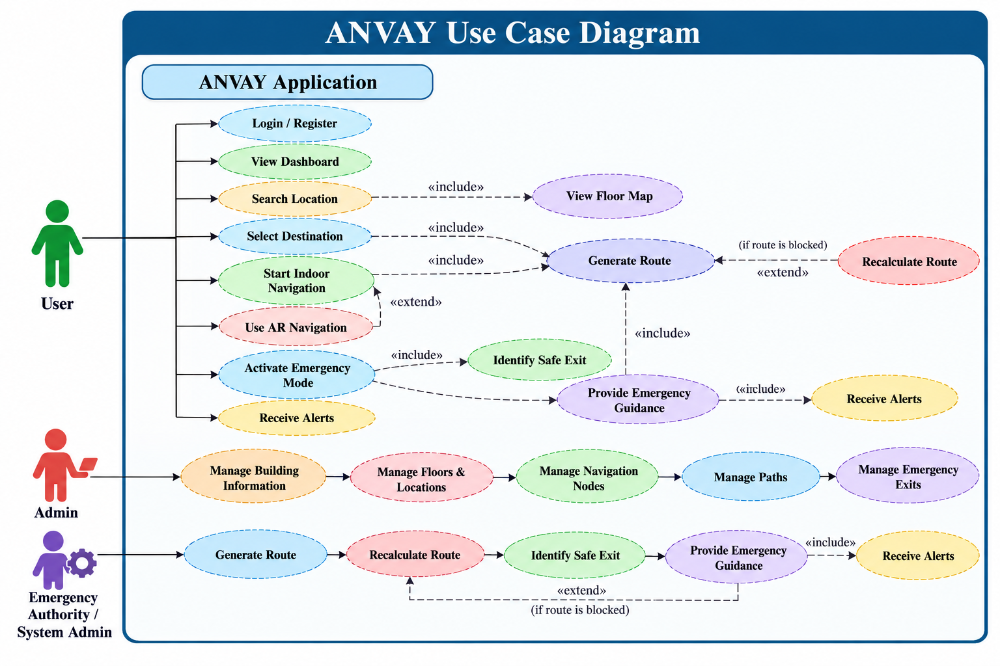 ANVAY Use Case Diagram
ANVAY Application
Login / Register
View Dashboard
Search Location
«include»
View Floor Map
Select Destination
«include»
Start Indoor
Navigation
«include»
Generate Route
(if route is blocked)
«extend»
Recalculate Route
User
«extend»
Use AR Navigation
«include»
Activate Emergency
Mode
«include»
Identify Safe Exit
Provide Emergency
Guidance
«include»
Receive Alerts
Receive Alerts
Admin
Manage Building
Information
Manage Floors &
Locations
Manage Navigation
Nodes
Manage Paths
Manage Emergency
Exits
Emergency
Authority /
System Admin
Generate Route
Recalculate Route
Identify Safe Exit
Provide Emergency
Guidance
«include»
Receive Alerts
«extend»
(if route is blocked)